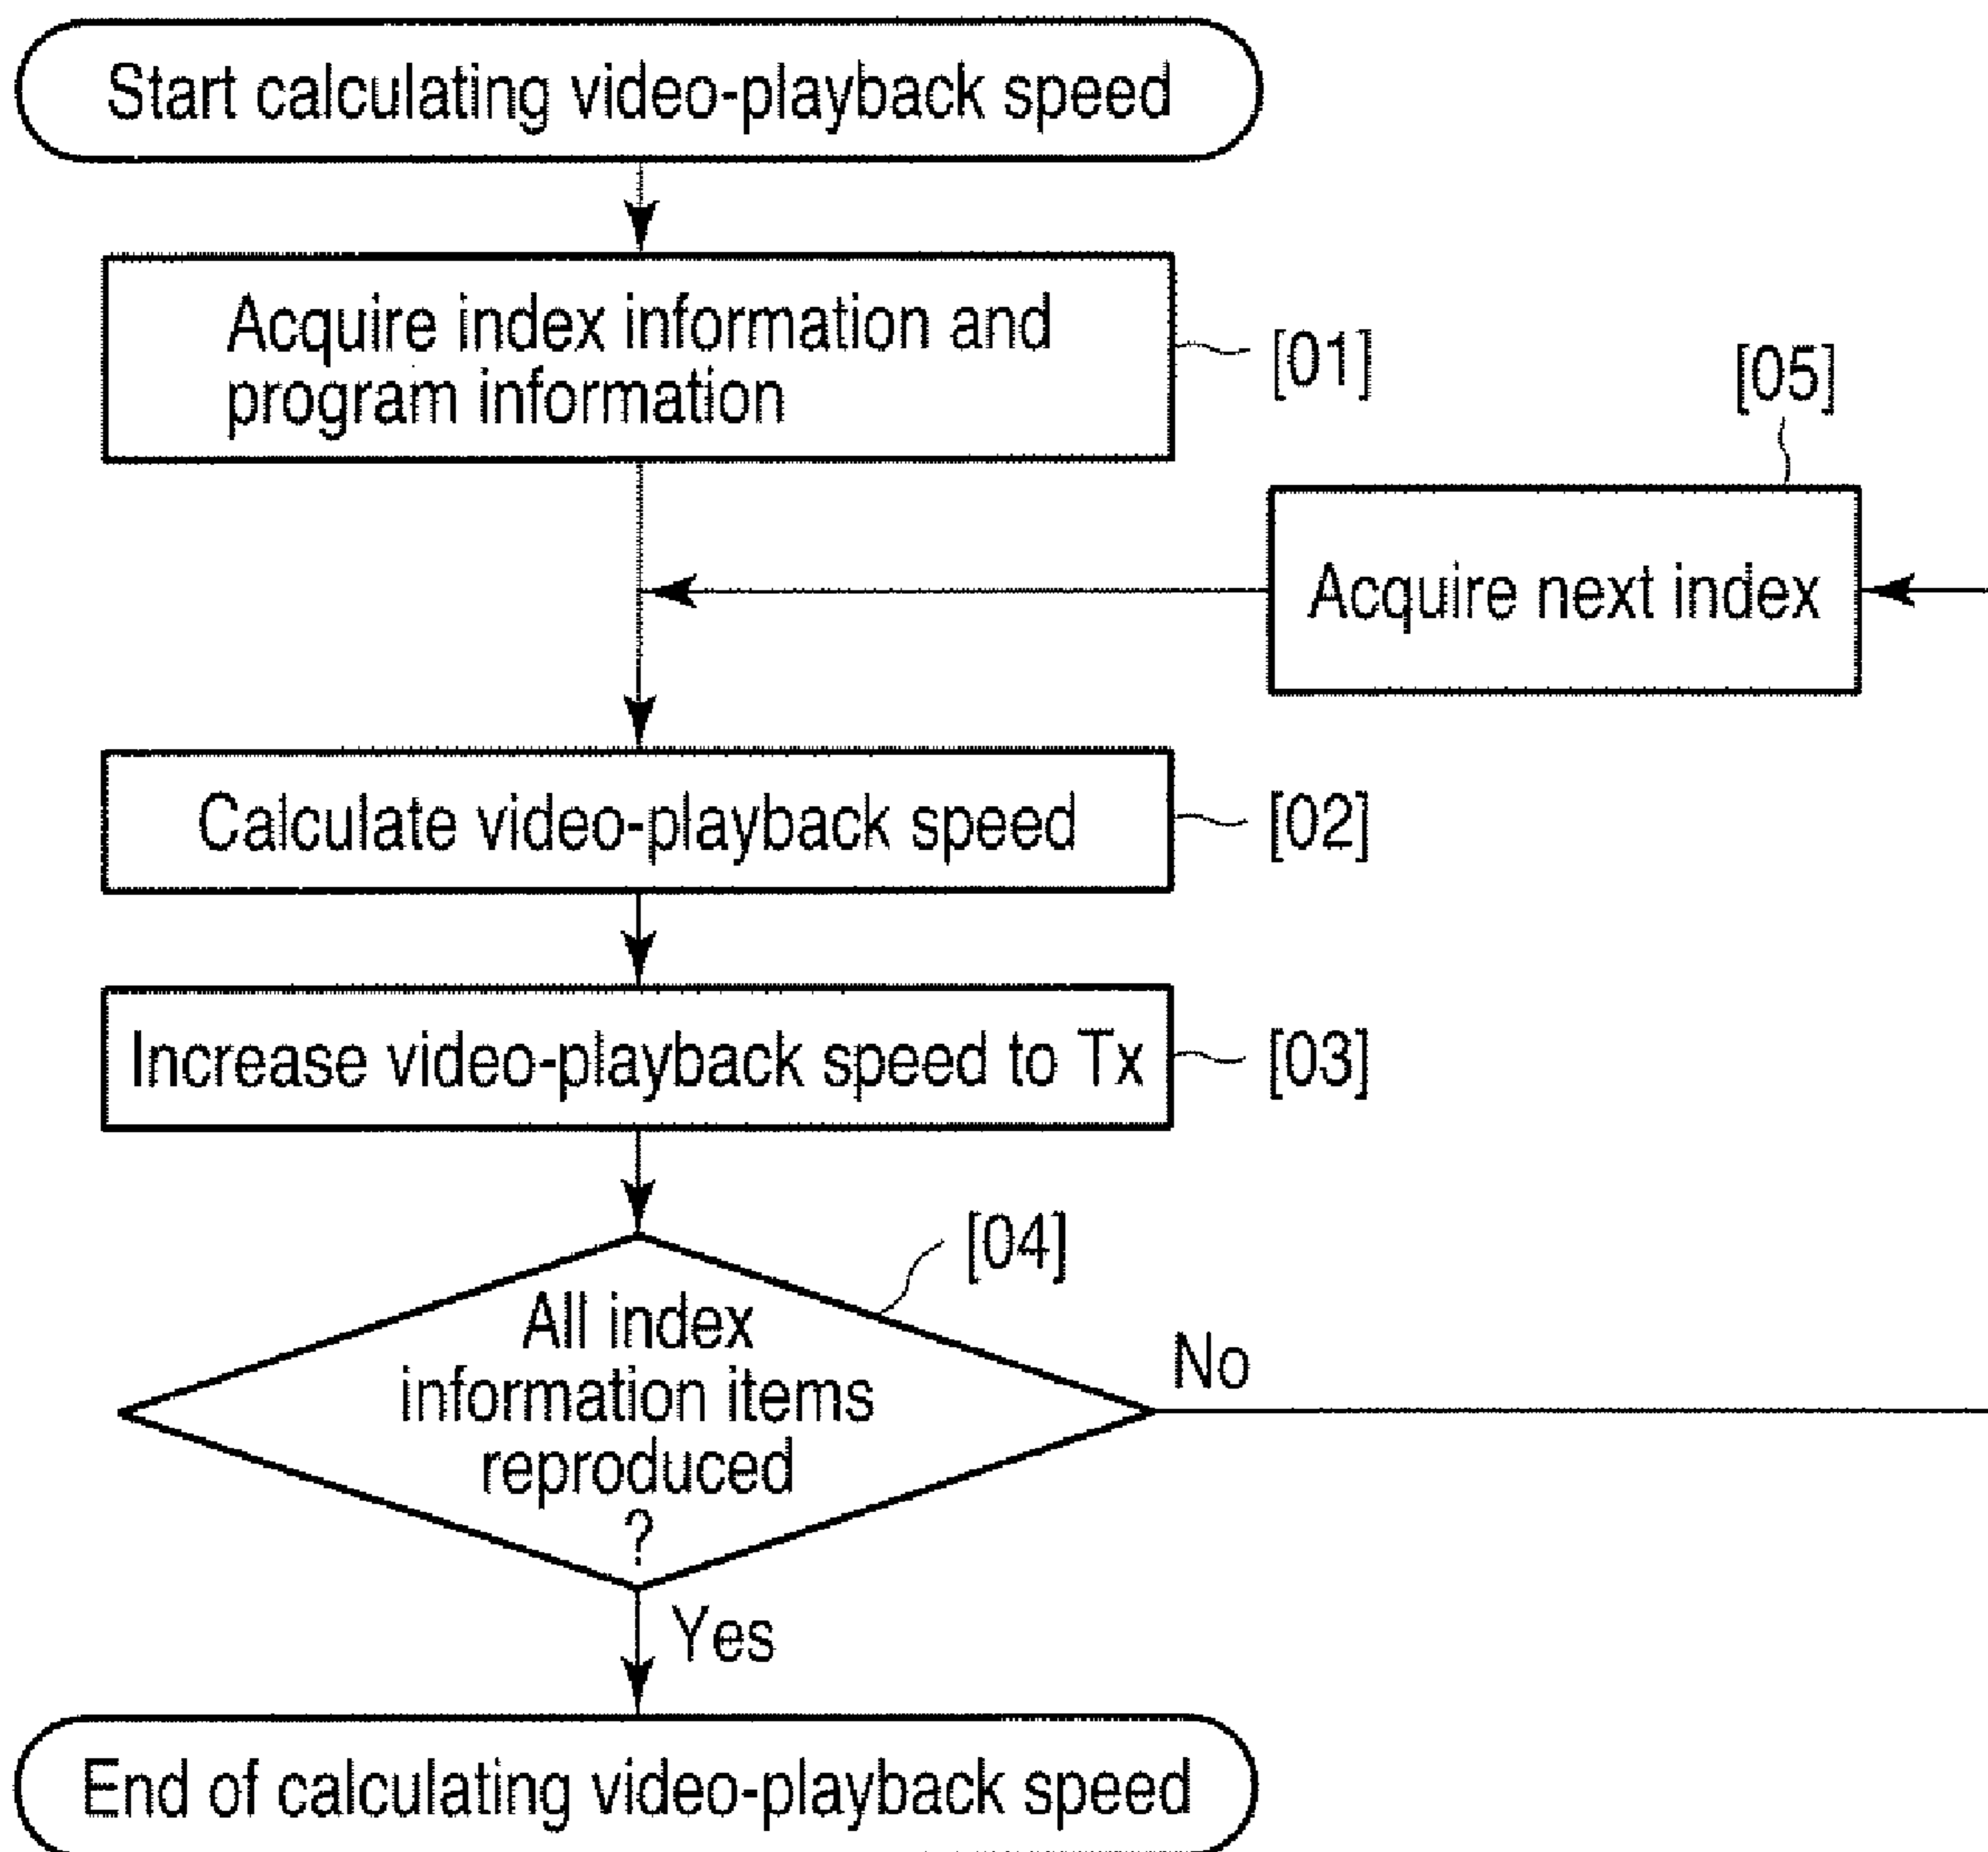 Start calculating video-playback speed
Acquire index information and
program information
[01]
[05]
Acquire next index
Calculate video-playback speed
[02]
Increase video-playback speed to Tx
[03]
[04]
All index
information items
reproduced
?
No
Yes
End of calculating video-playback speed